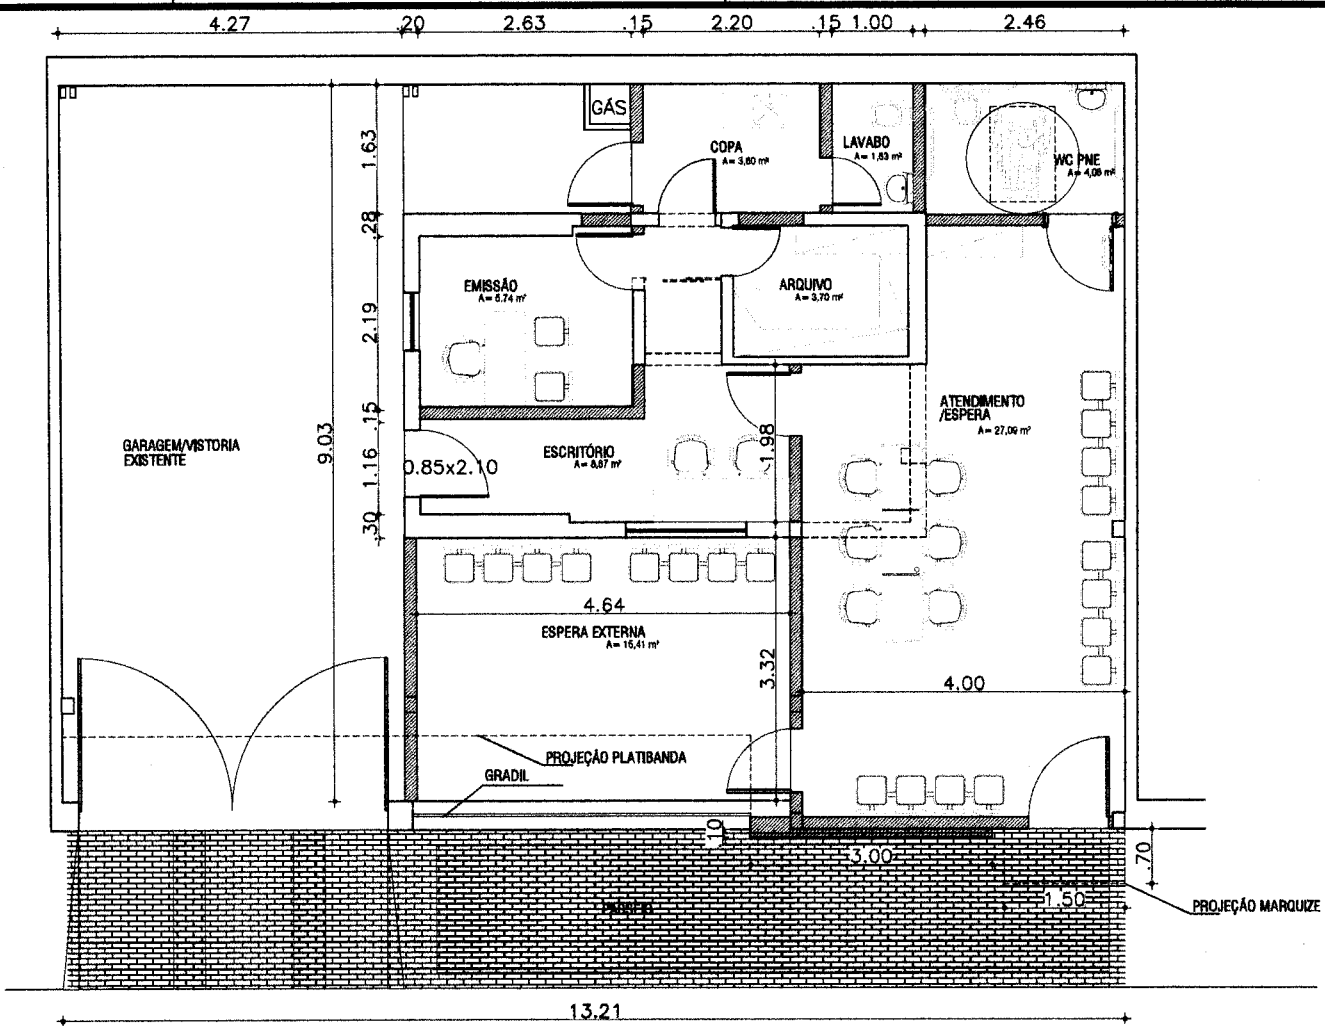 4.27 .20 2.63 .15 2.20 .15 1.00 2.46
GÁS
1.63
COPA
A= 3,60 m²
LAVABO
A= 1,63 m²
WC PNE
A= 4,06 m²
.28
EMISSÃO
A= 5,74 m²
ARQUIVO
A= 3,70 m²
2.19
ATENDIMENTO
/ESPERA
A= 27,09 m²
.15
GARAGEM/VISTORIA
EXISTENTE
9.03
1.98
ESCRITÓRIO
A= 8,87 m²
0.85x2.10
1.16
.30
4.64
ESPERA EXTERNA
A= 15,41 m²
3.32
4.00
PROJEÇÃO PLATIBANDA
GRADIL
.10
3.00
.70
1.50
PROJEÇÃO MARQUIZE
13.21